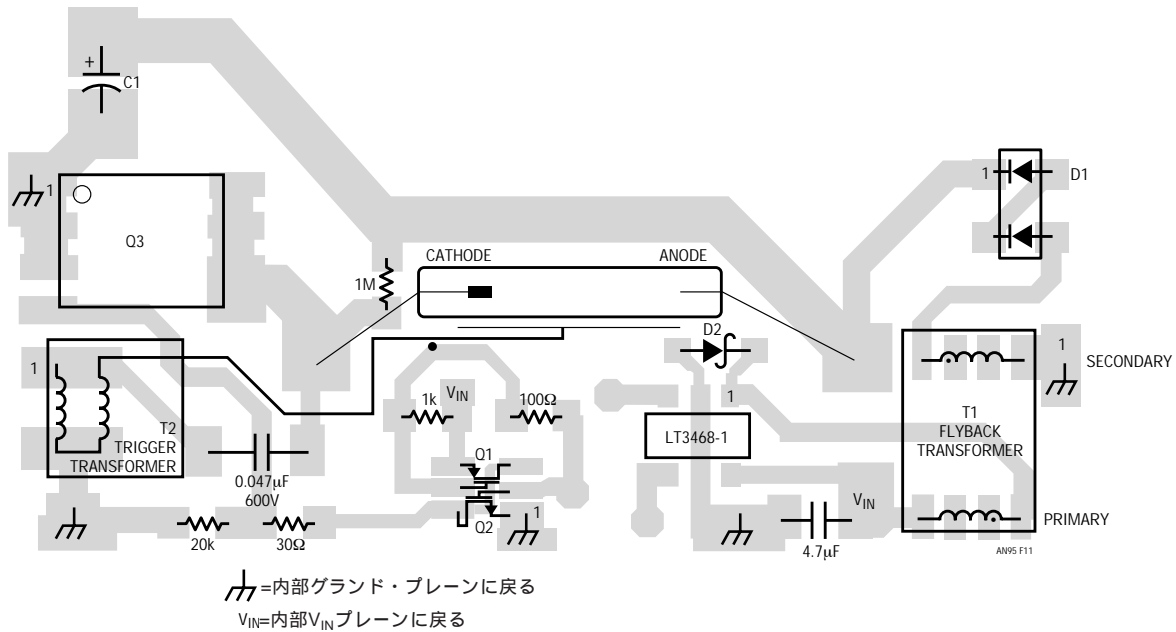 +
C1
1
Q3
1
D1
CATHODE
ANODE
1M
D2
1
SECONDARY
1
1k
VIN
100Ω
1
LT3468-1
T1
FLYBACK
TRANSFORMER
T2
TRIGGER
TRANSFORMER
0.047µF
600V
Q1
Q2
1
VIN
20k
30Ω
4.7µF
PRIMARY
AN95 F11
=内部グランド・プレーンに戻る
VIN=内部VINプレーンに戻る